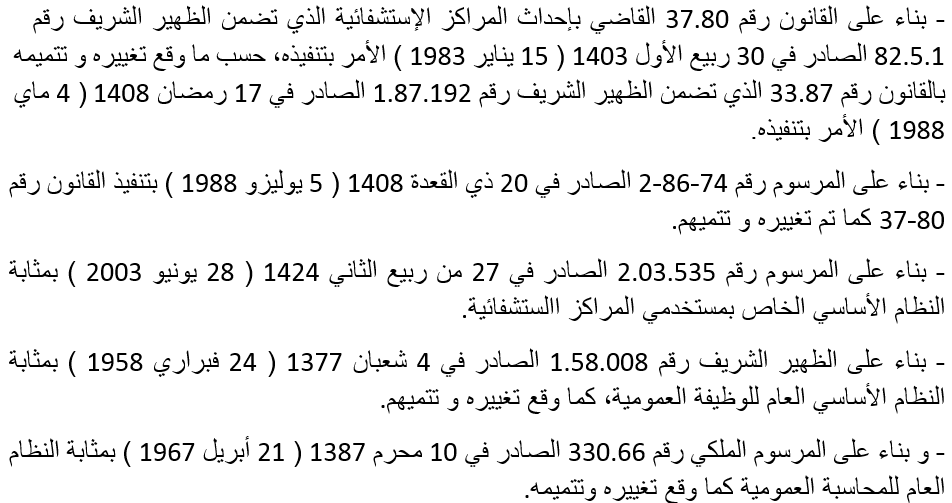 - بناء على القانون رقم 37.80 القاضي بإحداث المراكز الإستشفائية الذي تضمن الظهير الشريف رقم
82.5.1 الصادر في 30 ربيع الأول 1403 ( 15 يناير 1983 ) الأمر بتنفيذه، حسب ما وقع تغييره و تتميمه
بالقانون رقم 33.87 الذي تضمن الظهير الشريف رقم 1.87.192 الصادر في 17 رمضان 1408 ( 4 ماي
1988 ) الأمر بتنفيذه.
- بناء على المرسوم رقم 74-86-2 الصادر في 20 ذي القعدة 1408 ( 5 يوليزو 1988 ) بتنفيذ القانون رقم
37-80 كما تم تغييره و تتميهم.
- بناء على المرسوم رقم 2.03.535 الصادر في 27 من ربيع الثاني 1424 ( 28 يونيو 2003 ) بمثابة
النظام الأساسي الخاص بمستخدمي المراكز االستشفائية.
- بناء على الظهير الشريف رقم 1.58.008 الصادر في 4 شعبان 1377 ( 24 فبراري 1958 ) بمثابة
النظام الأساسي العام للوظيفة العمومية، كما وقع تغييره و تتميهم.
- و بناء على المرسوم الملكي رقم 330.66 الصادر في 10 محرم 1387 ( 21 أبريل 1967 ) بمثابة النظام
العام للمحاسبة العمومية كما وقع تغييره وتتميمه.